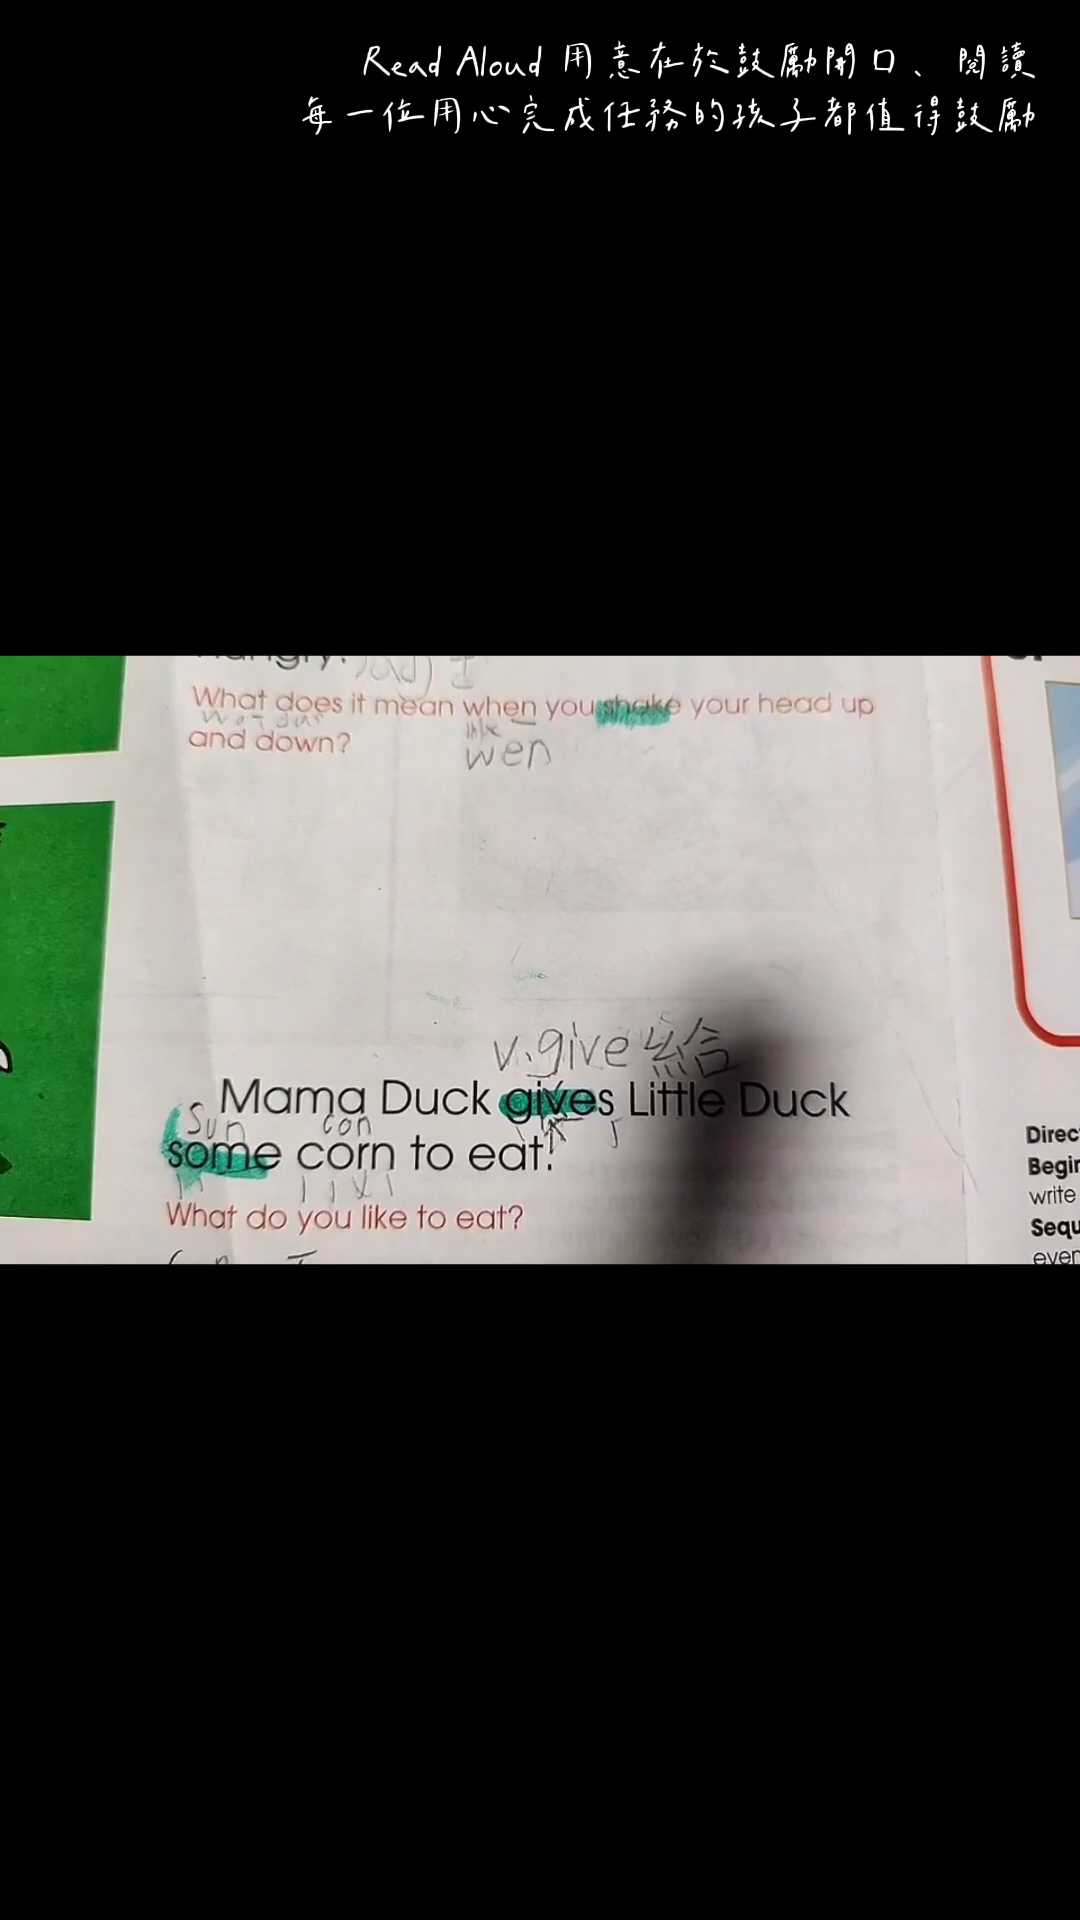 Read Aloud 用意在於鼓勵開口、閱讀
每一位用心完成任務的孩子都值得鼓勵
What does it mean when you shake your head up
and down?
wen
v.give 給
Mama Duck gives Little Duck
sun con
some corn to eat.
What do you like to eat?
Direc
Begin
write
Sequ
even